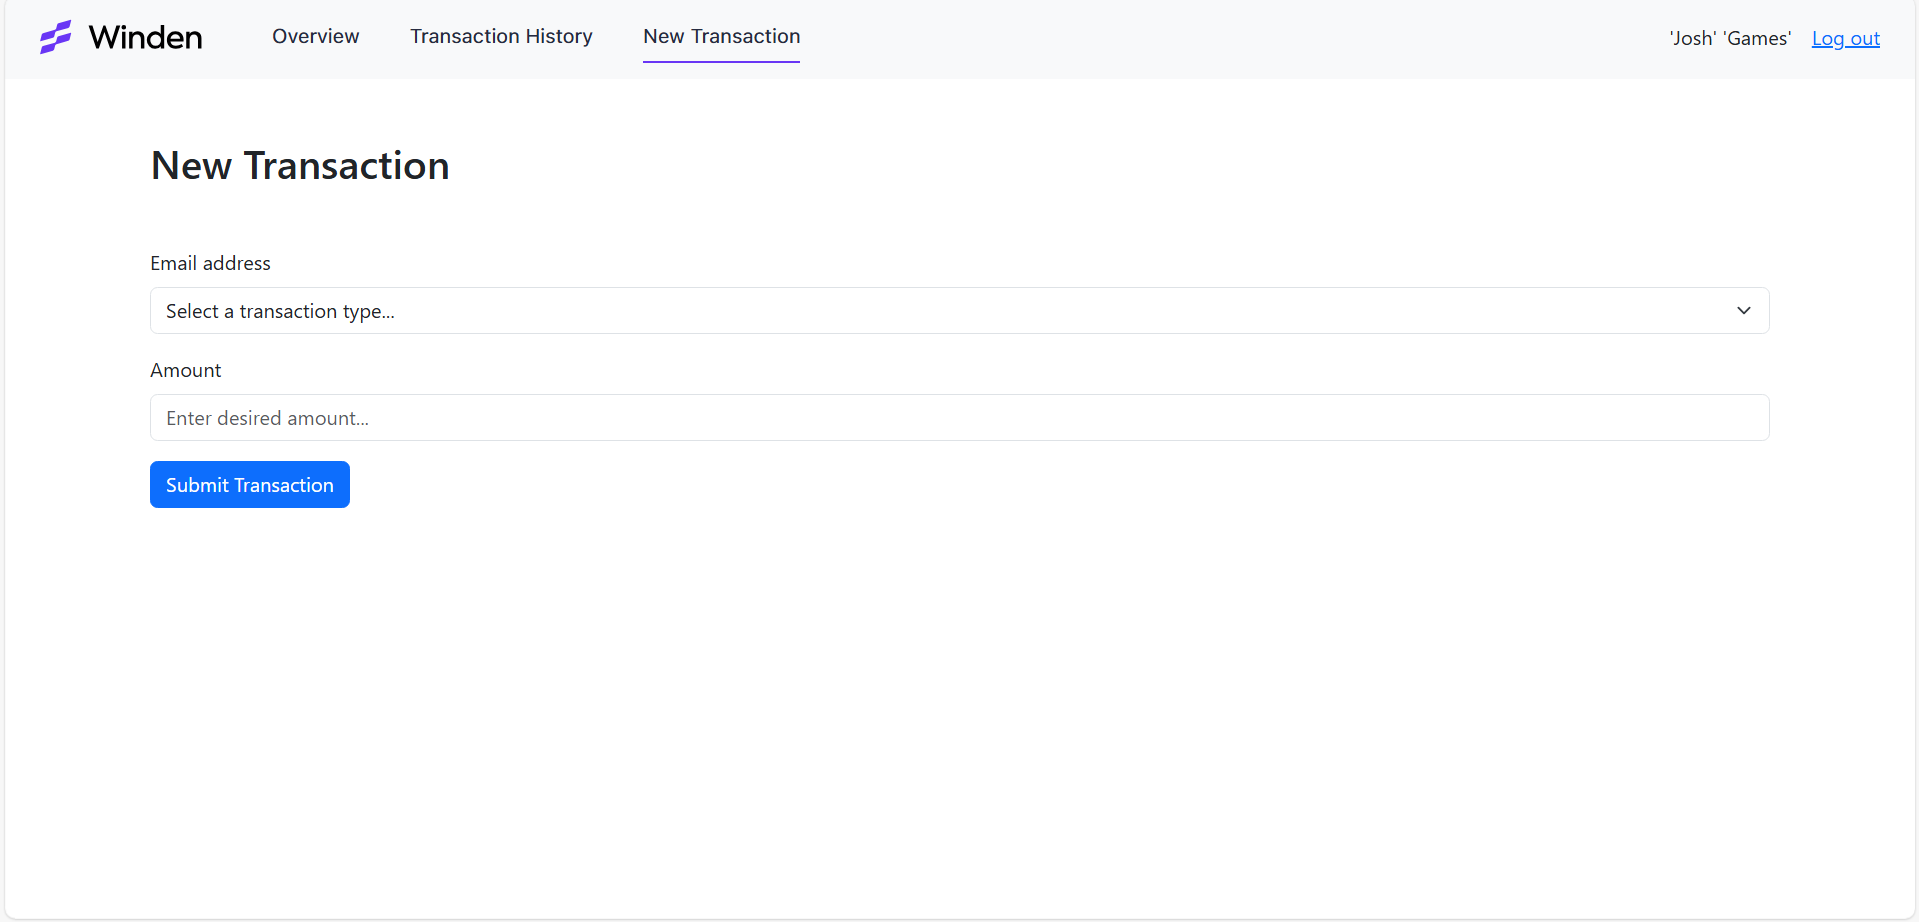 Winden Overview Transaction History New Transaction 'Josh' 'Games' Log out
New Transaction
Email address
Select a transaction type...
Amount
Enter desired amount...
Submit Transaction